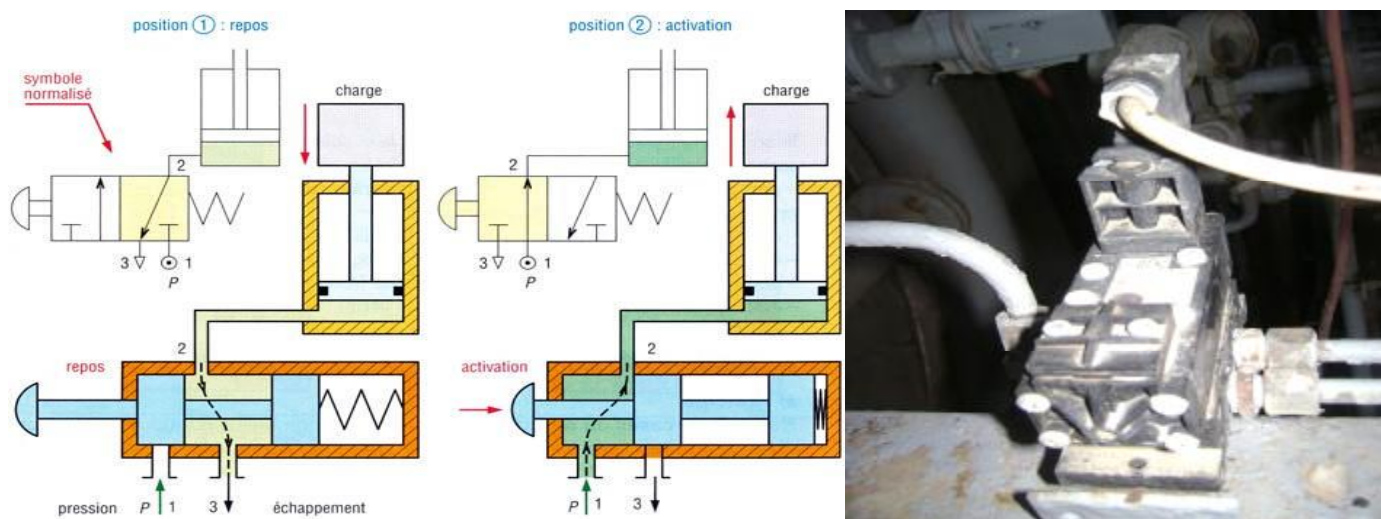 position 1 : repos
symbole
normalisé
charge
2
3
1
P
2
repos
pression
P
1
3
échappement
position 2 : activation
charge
2
3
1
P
2
activation
P
1
3